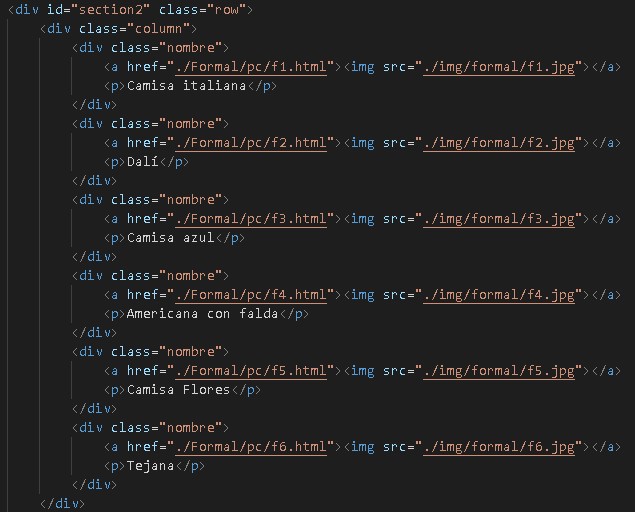 <div id="section2" class="row">
<div class="column">
<div class="nombre">
<a href="./Formal/pc/f1.html"><img src="./img/formal/f1.jpg"></a>
<p>Camisa italiana</p>
</div>
<div class="nombre">
<a href="./Formal/pc/f2.html"><img src="./img/formal/f2.jpg"></a>
<p>Dalí</p>
</div>
<div class="nombre">
<a href="./Formal/pc/f3.html"><img src="./img/formal/f3.jpg"></a>
<p>Camisa azul</p>
</div>
<div class="nombre">
<a href="./Formal/pc/f4.html"><img src="./img/formal/f4.jpg"></a>
<p>Americana con falda</p>
</div>
<div class="nombre">
<a href="./Formal/pc/f5.html"><img src="./img/formal/f5.jpg"></a>
<p>Camisa Flores</p>
</div>
<div class="nombre">
<a href="./Formal/pc/f6.html"><img src="./img/formal/f6.jpg"></a>
<p>Tejana</p>
</div>
</div>